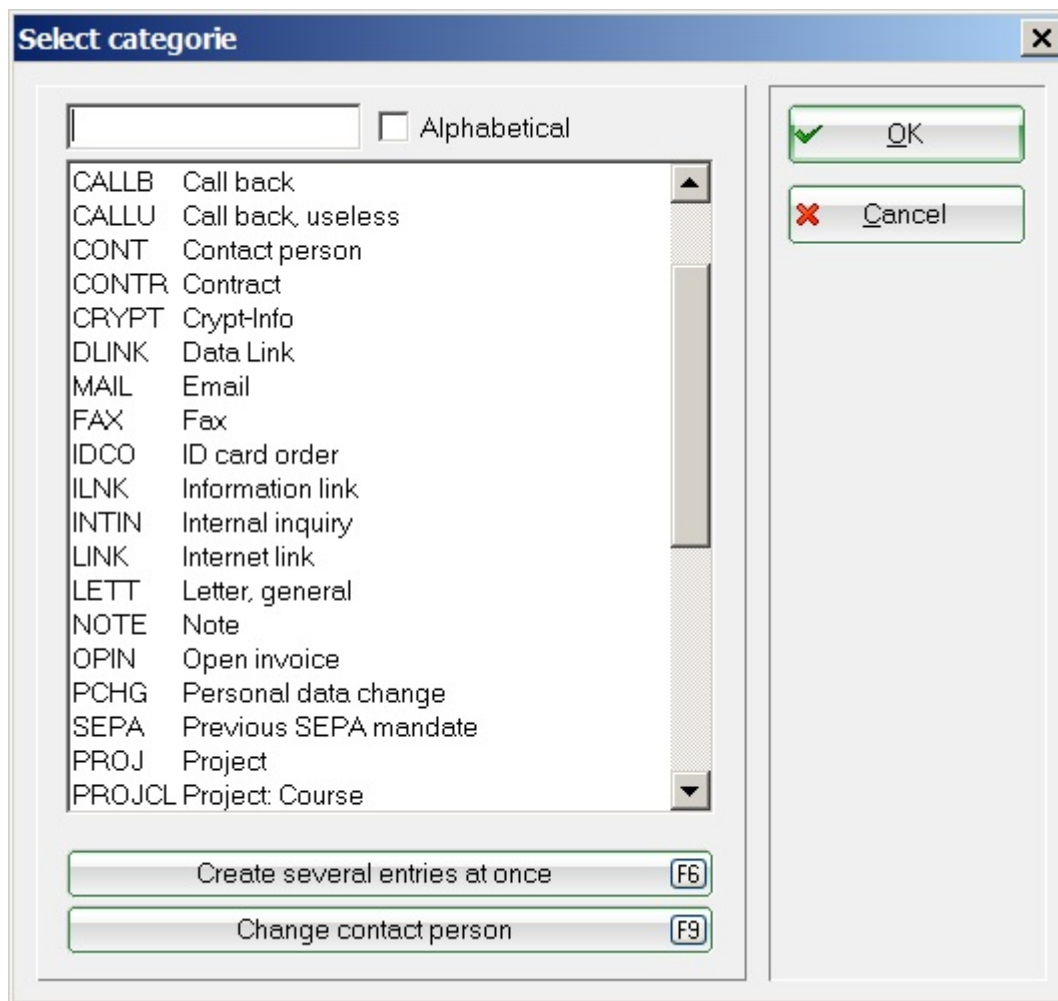 Select categorie
Alphabetical
CALLB Call back
CALLU Call back, useless
CONT Contact person
CONTR Contract
CRYPT Crypt-Info
DLINK Data Link
MAIL Email
FAX Fax
IDCO ID card order
ILNK Information link
INTIN Internal inquiry
LINK Internet link
LETT Letter, general
NOTE Note
OPIN Open invoice
PCHG Personal data change
SEPA Previous SEPA mandate
PROJ Project
PROJCL Project: Course
Create several entries at once F6
Change contact person F9
OK
Cancel